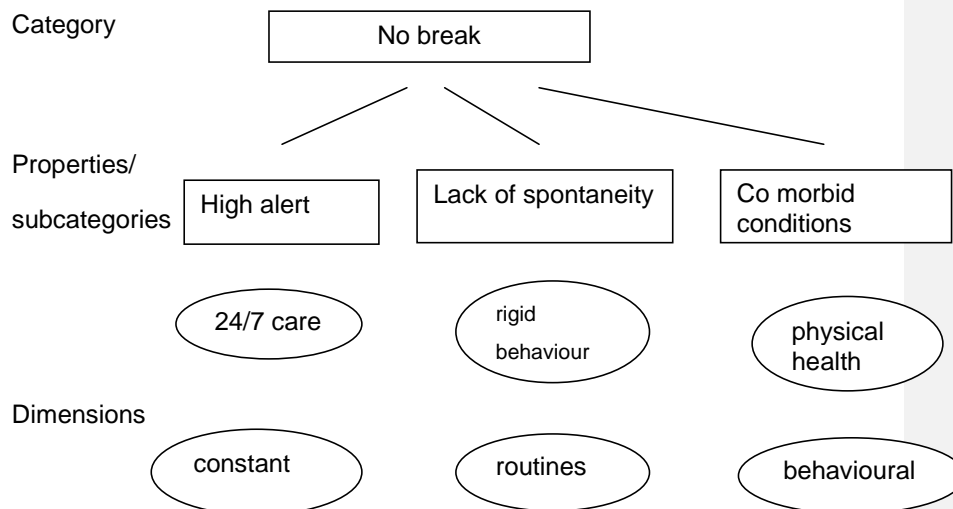 Category
No break
Properties/
subcategories
High alert
Lack of spontaneity
Co morbid
conditions
24/7 care
rigid
behaviour
physical
health
Dimensions
constant
routines
behavioural